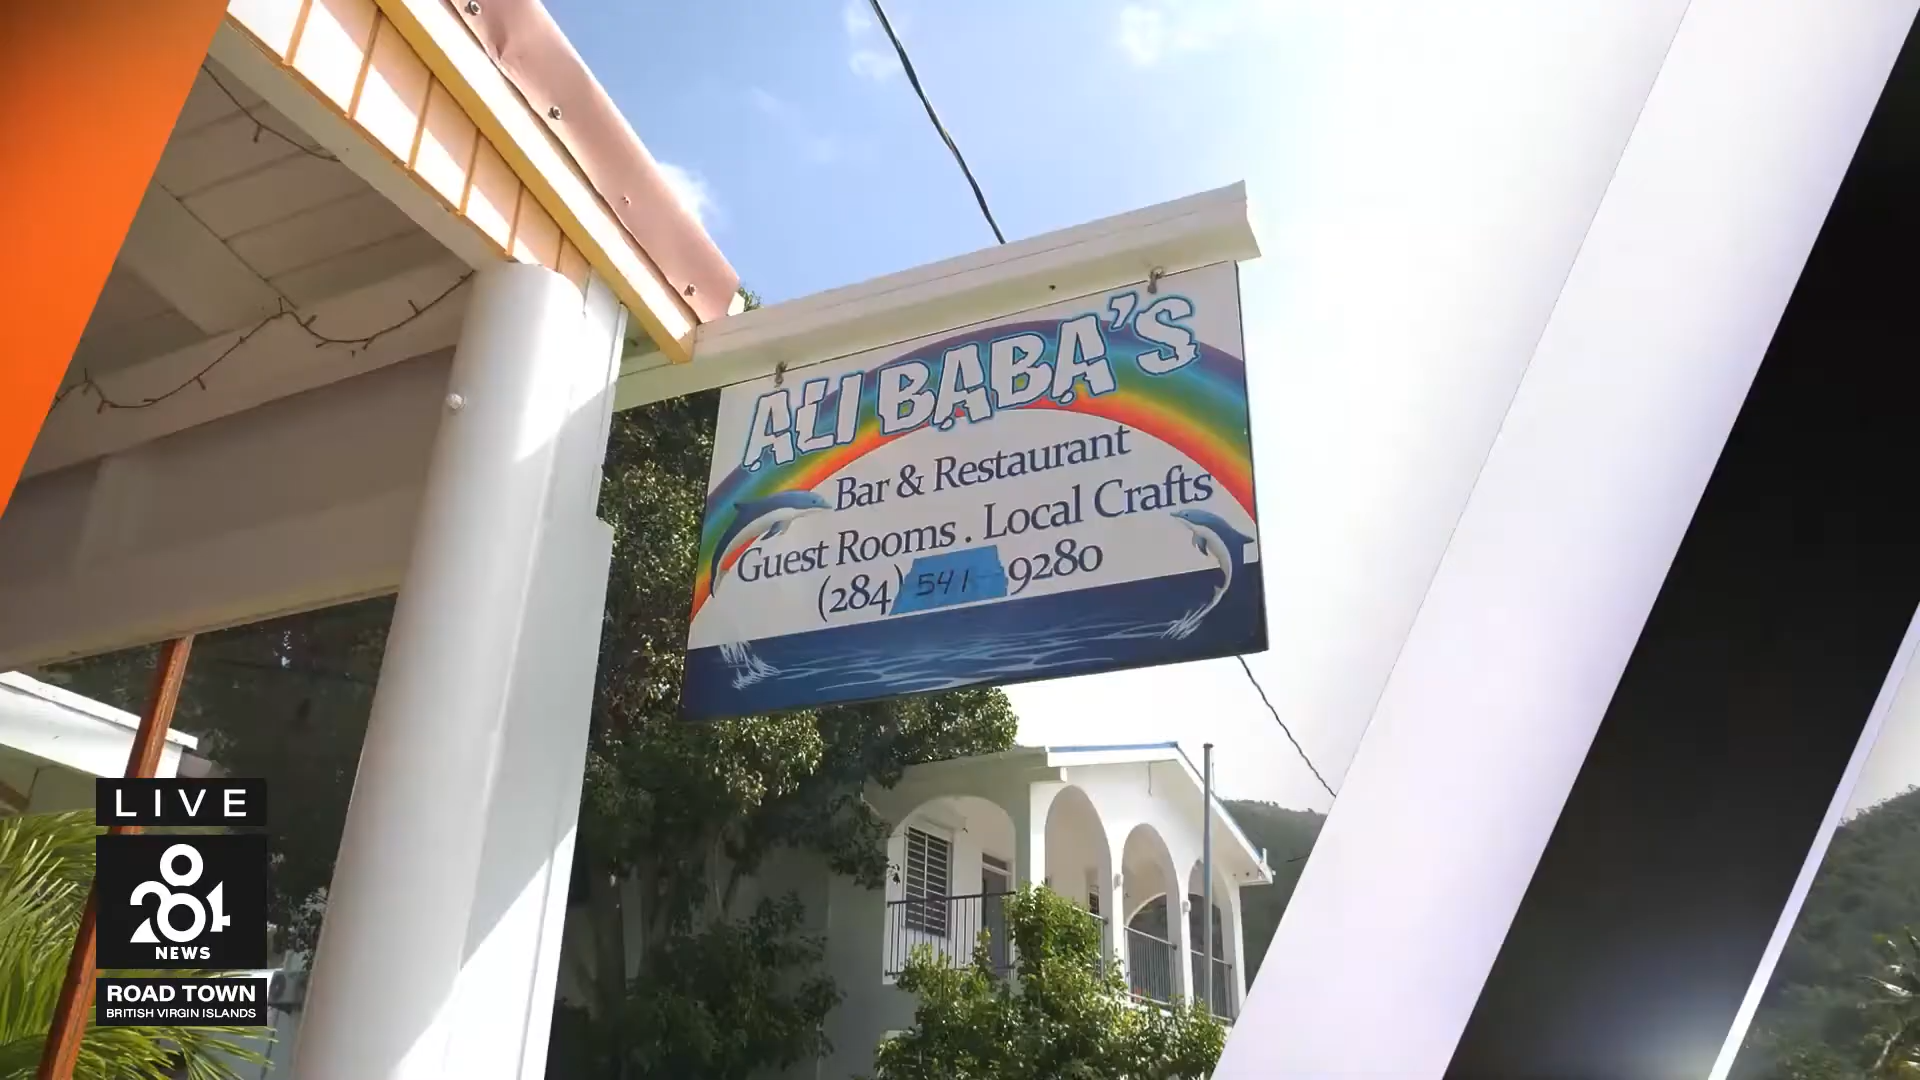 ALI BABA'S
Bar & Restaurant
Guest Rooms . Local Crafts
(284) 541-9280
LIVE
284
NEWS
ROAD TOWN
BRITISH VIRGIN ISLANDS